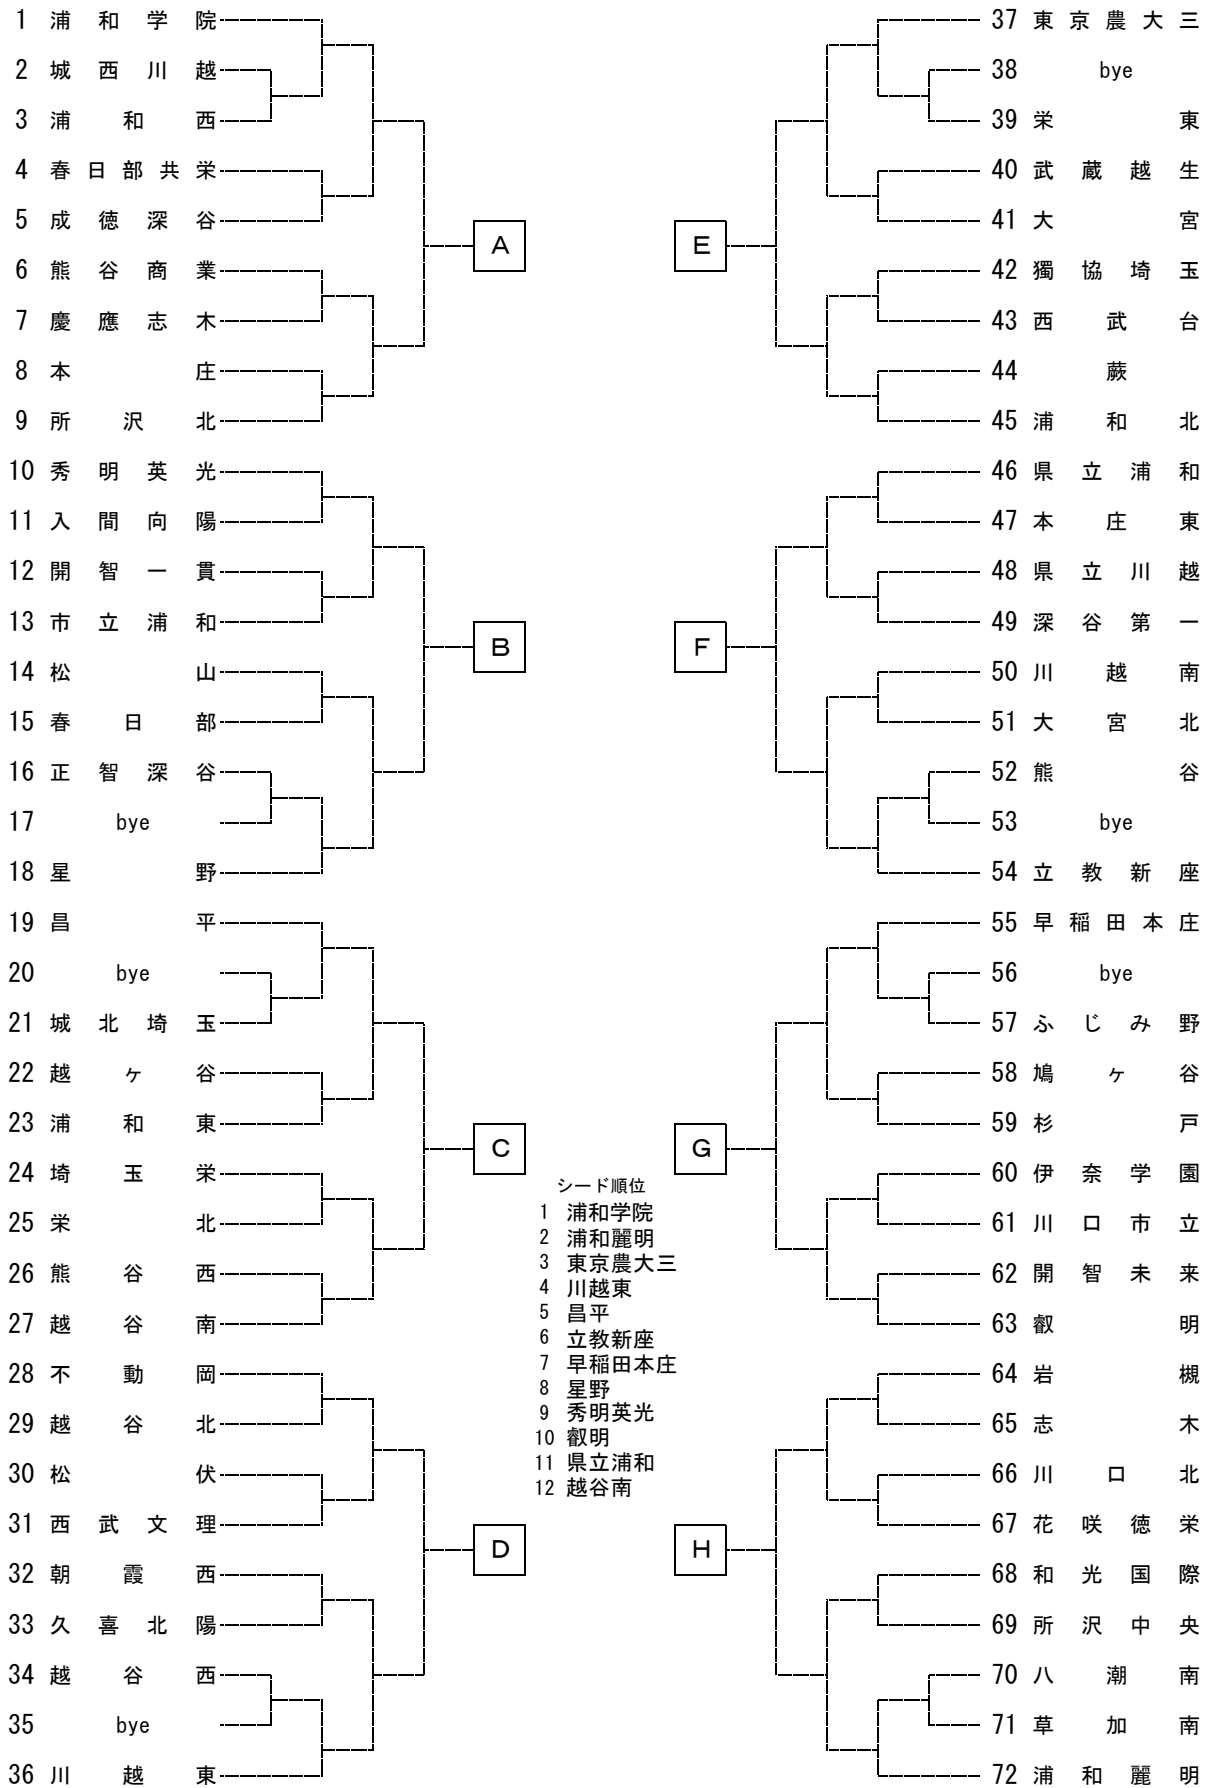 1 浦和学院
2 城西川越
3 浦和西
4 春日部共栄
5 成徳深谷
6 熊谷商業
7 慶應志木
8 本庄
9 所沢北
10 秀明英光
11 入間向陽
12 開智一貫
13 市立浦和
14 松山
15 春日部
16 正智深谷
17 bye
18 星野
19 昌平
20 bye
21 城北埼玉
22 越ヶ谷
23 浦和東
24 埼玉栄
25 栄北
26 熊谷西
27 越谷南
28 不動岡
29 越谷北
30 松伏
31 西武文理
32 朝霞西
33 久喜北陽
34 越谷西
35 bye
36 川越東
A
B
C
D
シード順位
1 浦和学院
2 浦和麗明
3 東京農大三
4 川越東
5 昌平
6 立教新座
7 早稲田本庄
8 星野
9 秀明英光
10 叡明
11 県立浦和
12 越谷南
E
F
G
H
37 東京農大三
38 bye
39 栄東
40 武蔵越生
41 大宮
42 獨協埼玉
43 西武台
44 蕨
45 浦和北
46 県立浦和
47 本庄東
48 県立川越
49 深谷第一
50 川越南
51 大宮北
52 熊谷
53 bye
54 立教新座
55 早稲田本庄
56 bye
57 ふじみ野
58 鳩ヶ谷
59 杉戸
60 伊奈学園
61 川口市立
62 開智未来
63 叡明
64 岩槻
65 志木
66 川口北
67 花咲徳栄
68 和光国際
69 所沢中央
70 八潮南
71 草加南
72 浦和麗明